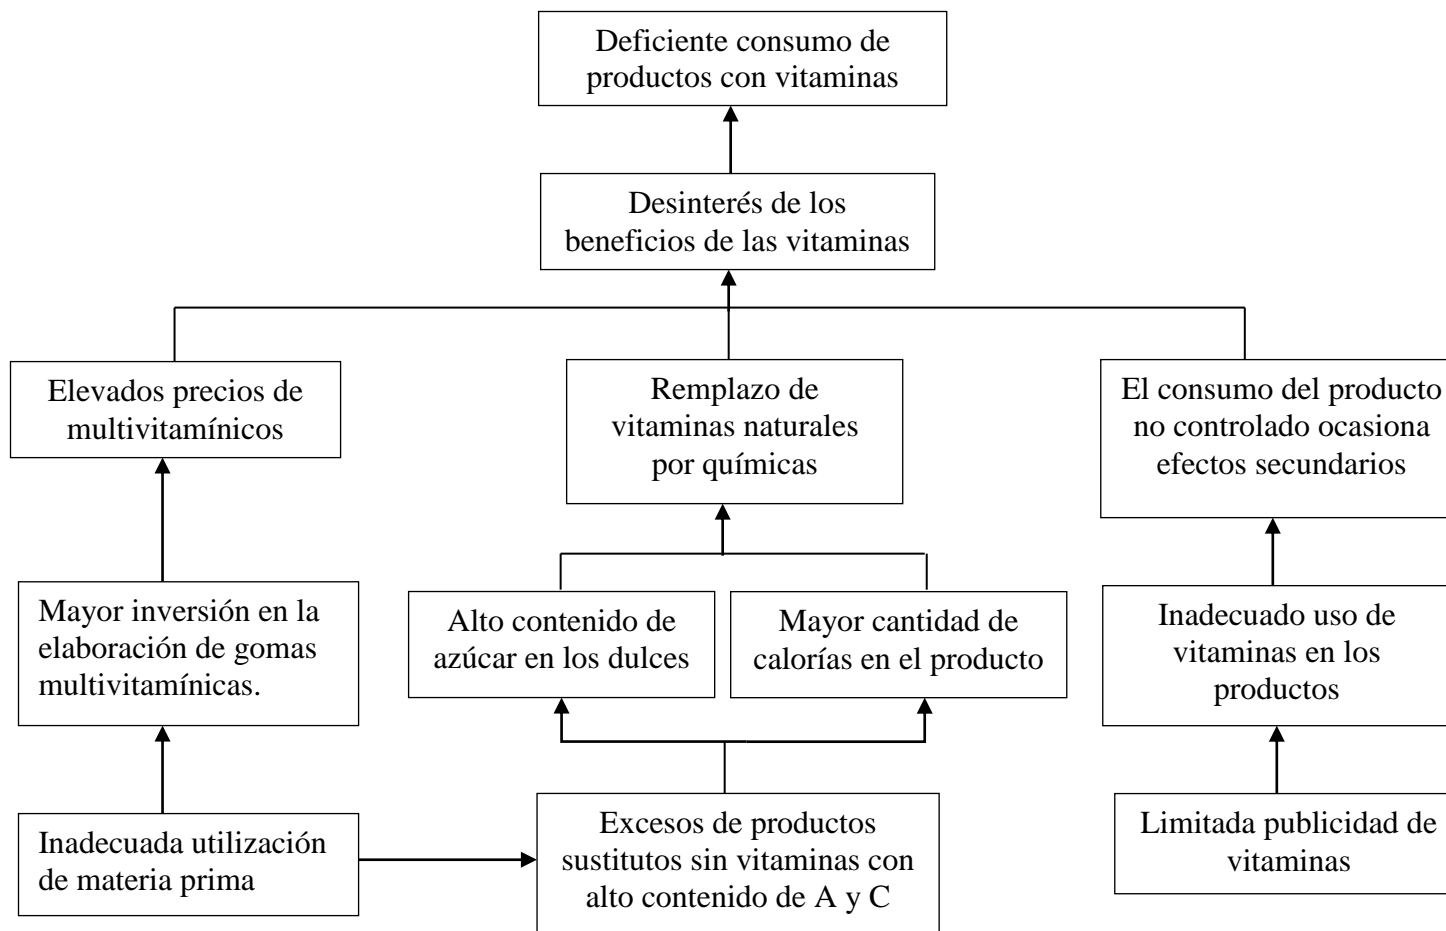 Deficiente consumo de
productos con vitaminas
Desinterés de los
beneficios de las vitaminas
Elevados precios de
multivitamínicos
Remplazo de
vitaminas naturales
por químicas
El consumo del producto
no controlado ocasiona
efectos secundarios
Mayor inversión en la
elaboración de gomas
multivitamínicas.
Alto contenido de
azúcar en los dulces
Mayor cantidad de
calorías en el producto
Inadecuado uso de
vitaminas en los
productos
Inadecuada utilización
de materia prima
Excesos de productos
sustitutos sin vitaminas con
alto contenido de A y C
Limitada publicidad de
vitaminas